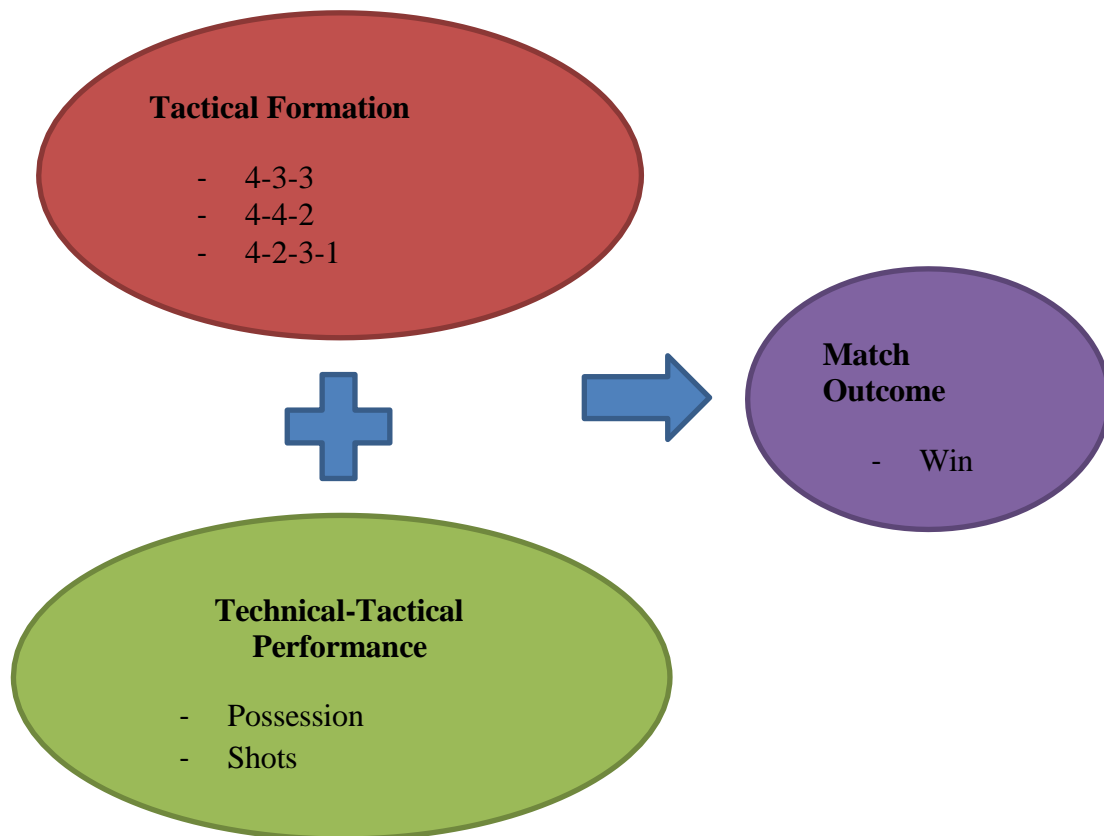 Tactical Formation
- 4-3-3
- 4-4-2
- 4-2-3-1
Match
Outcome
- Win
Technical-Tactical
Performance
- Possession
- Shots